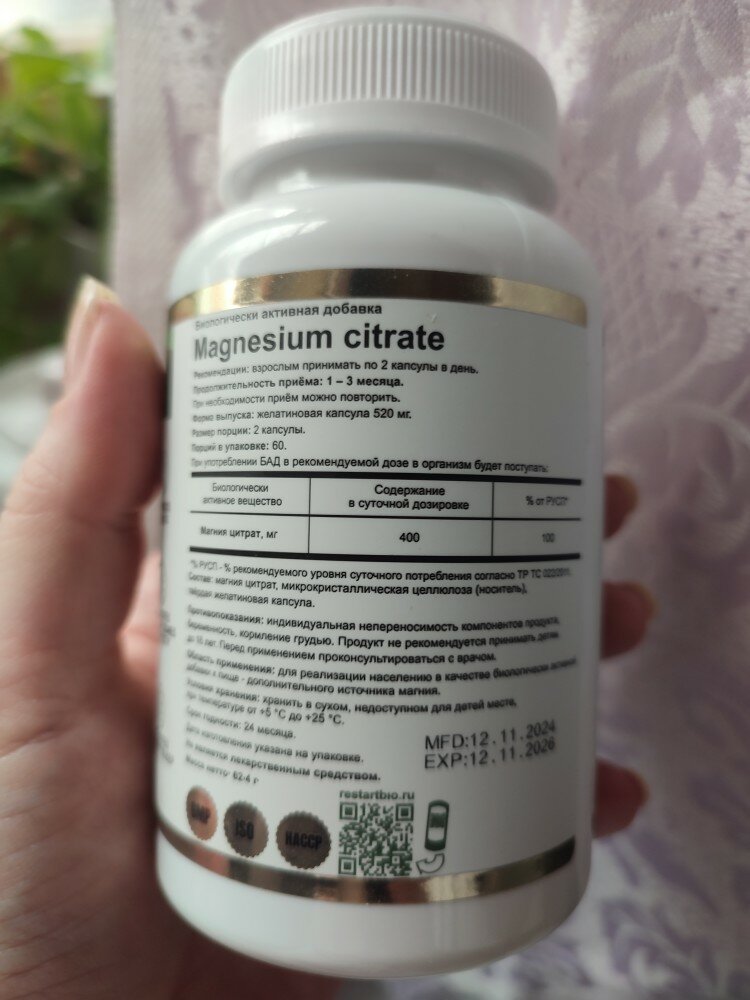 Биологически активная добавка
Magnesium citrate
Рекомендации: взрослым принимать по 2 капсулы в день.
Продолжительность приёма: 1 – 3 месяца.
При необходимости приём можно повторить.
Форма выпуска: желатиновая капсула 520 мг.
Размер порции: 2 капсулы.
Порций в упаковке: 60.
При употреблении БАД в рекомендуемой дозе в организм будет поступать:
Биологически активное вещество
Содержание в суточной дозировке
% от РУСП*
Магния цитрат, мг 400 100
*% РУСП - % рекомендуемого уровня суточного потребления согласно ТР ТС 022/2011.
Состав: магния цитрат, микрокристаллическая целлюлоза (носитель),
твёрдая желатиновая капсула.
Противопоказания: индивидуальная непереносимость компонентов продукта,
беременность, кормление грудью. Продукт не рекомендуется принимать детям
до 18 лет. Перед применением проконсультироваться с врачом.
Область применения: для реализации населению в качестве биологически активной
добавки к пище - дополнительного источника магния.
Условия хранения: хранить в сухом, недоступном для детей месте,
при температуре от +5 °C до +25 °C.
Срок годности: 24 месяца.
Дата изготовления указана на упаковке.
Не является лекарственным средством.
Масса нетто- 62.4 г
MFD:12.11.2024
EXP:12.11.2026
restartbio.ru
GMP
ISO
HACCP